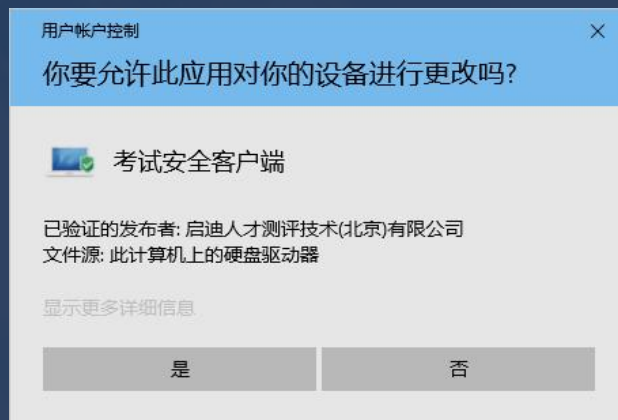 用户帐户控制
你要允许此应用对你的设备进行更改吗?
考试安全客户端
已验证的发布者: 启迪人才测评技术(北京)有限公司
文件源: 此计算机上的硬盘驱动器
显示更多详细信息
是
否